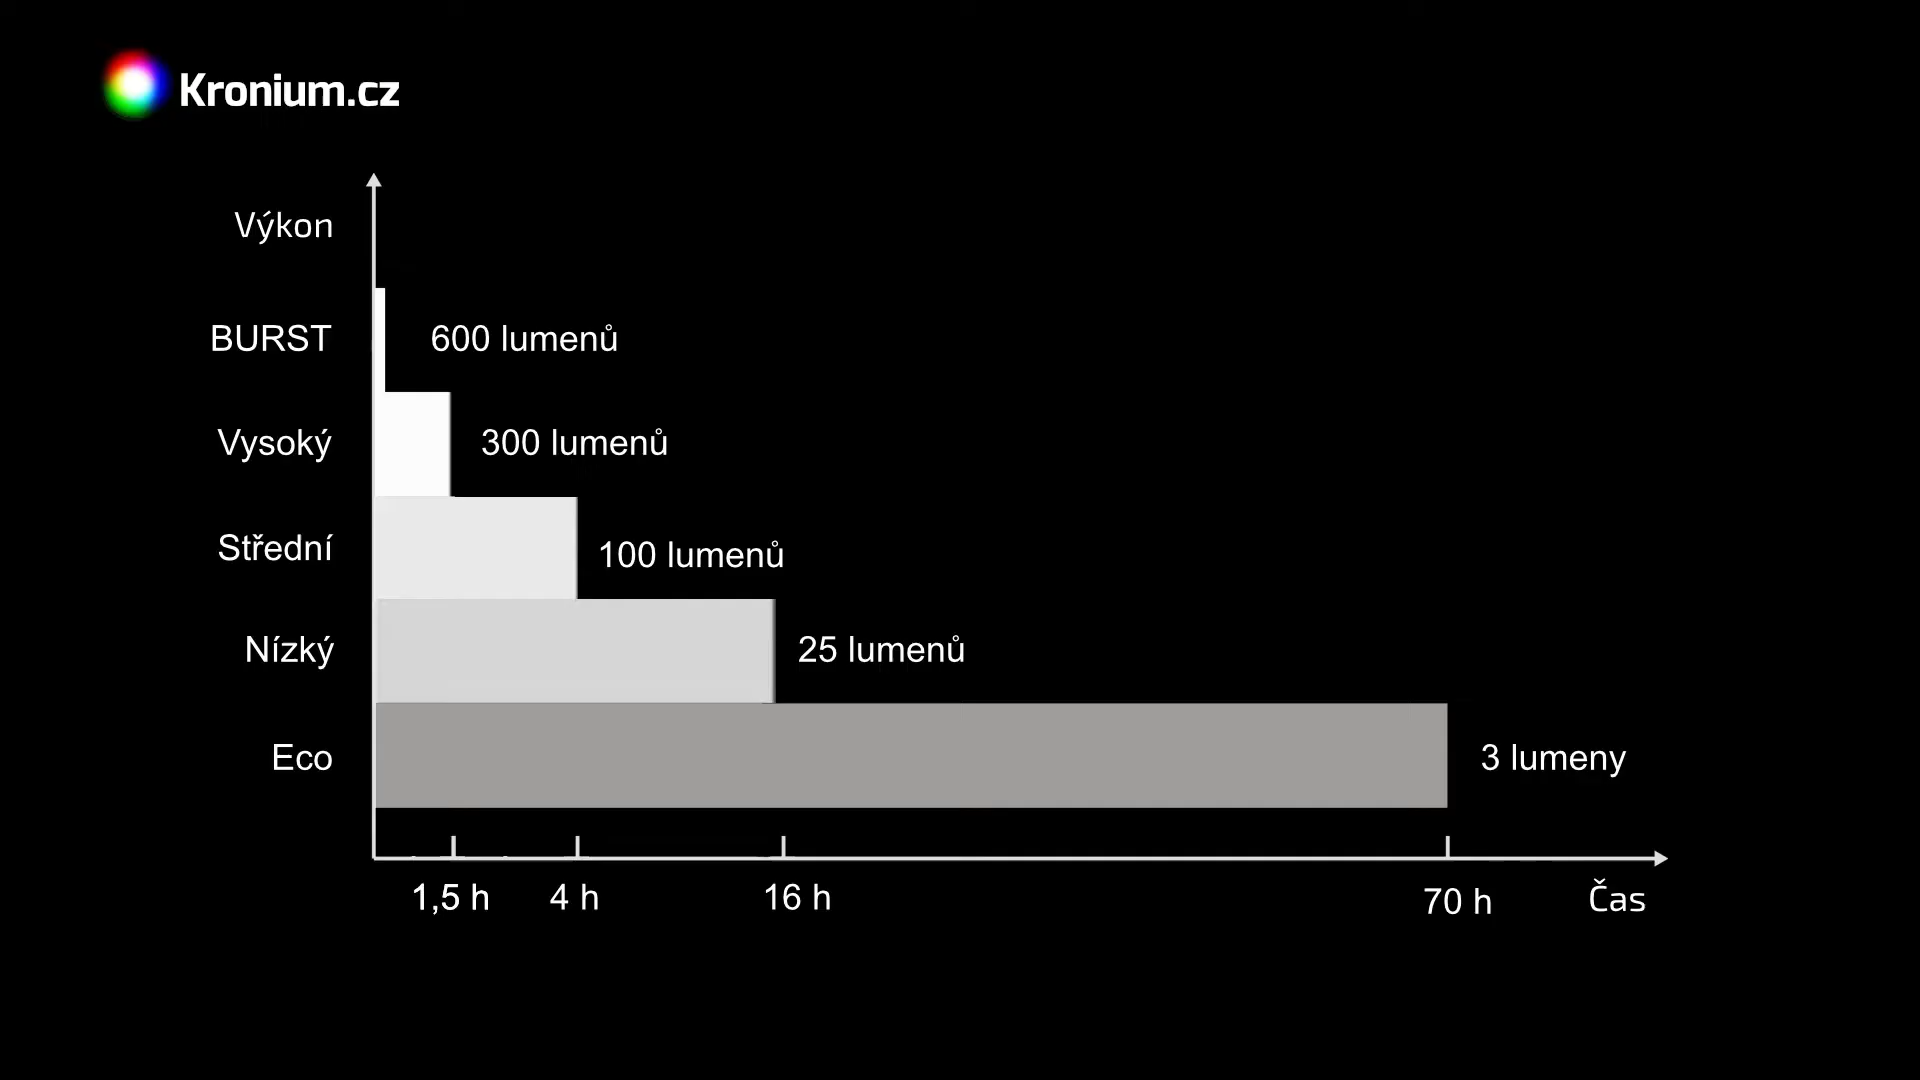 Kronium.cz
Výkon
BURST
600 lumenů
Vysoký
300 lumenů
Střední
100 lumenů
Nízký
25 lumenů
Eco
3 lumeny
1,5 h
4 h
16 h
70 h
Čas